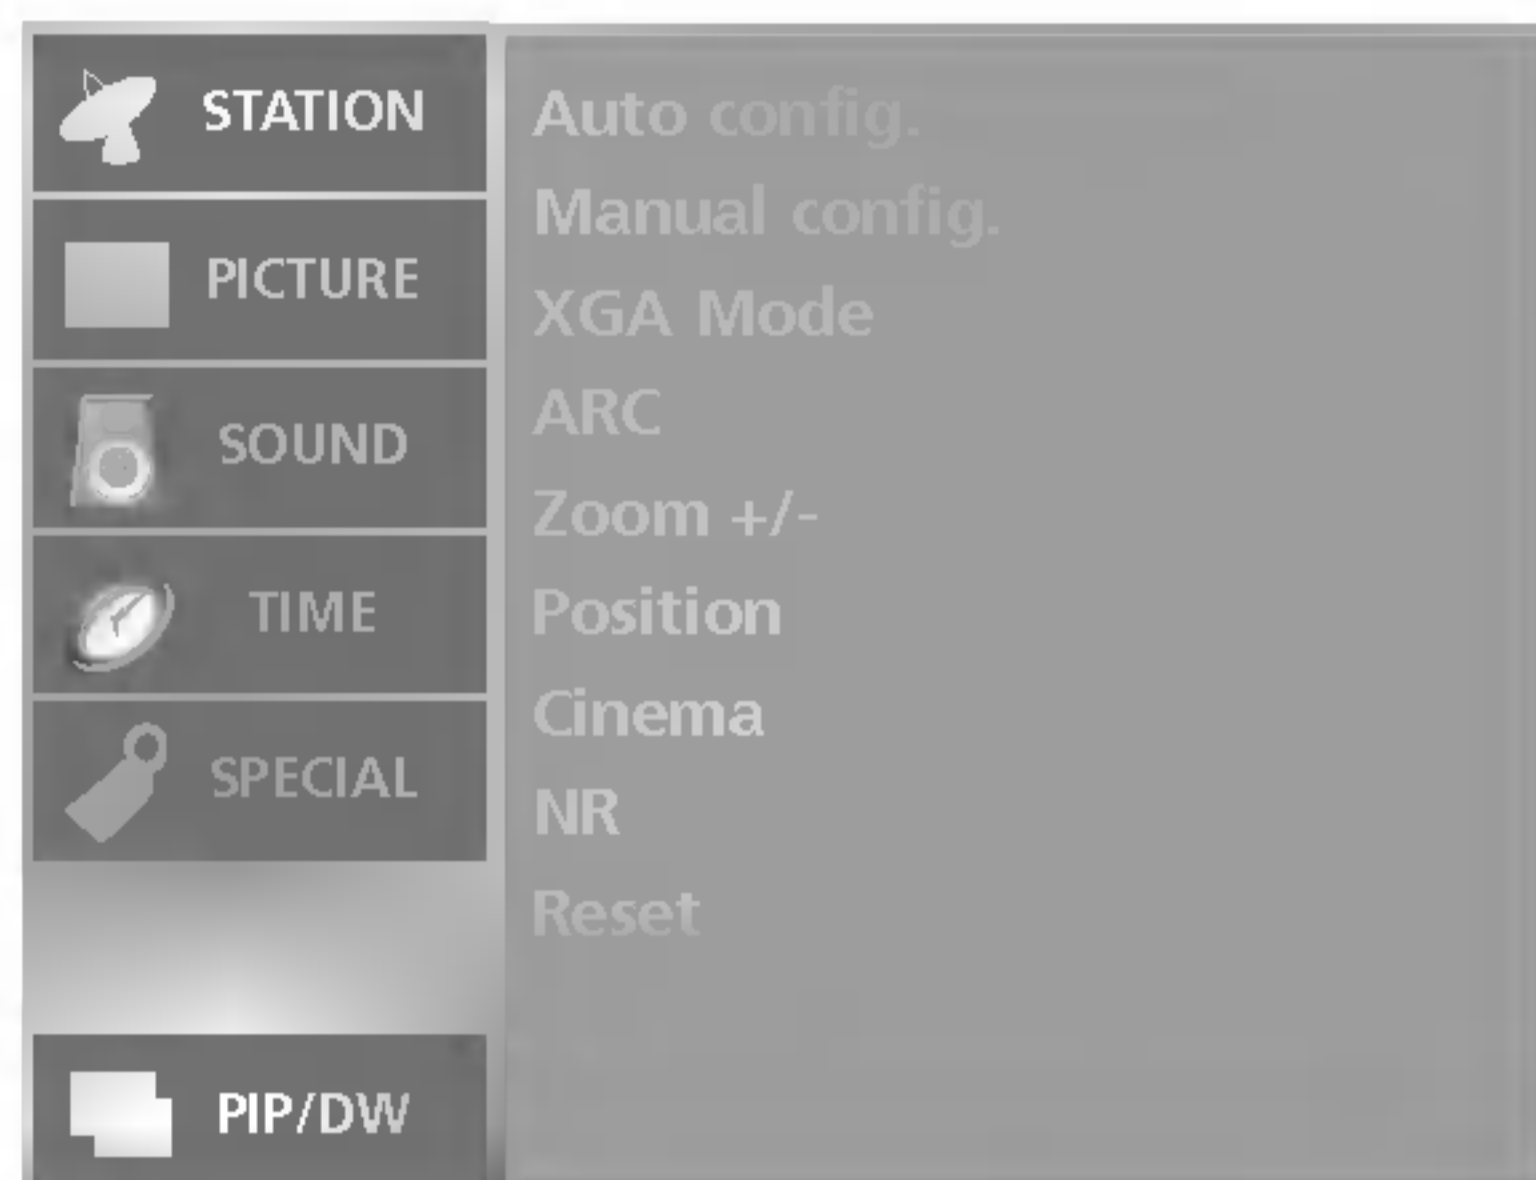 STATION
PICTURE
SOUND
TIME
SPECIAL
PIP/DW
Auto config.
Manual config.
XGA Mode
ARC
Zoom +/-
Position
Cinema
NR
Reset